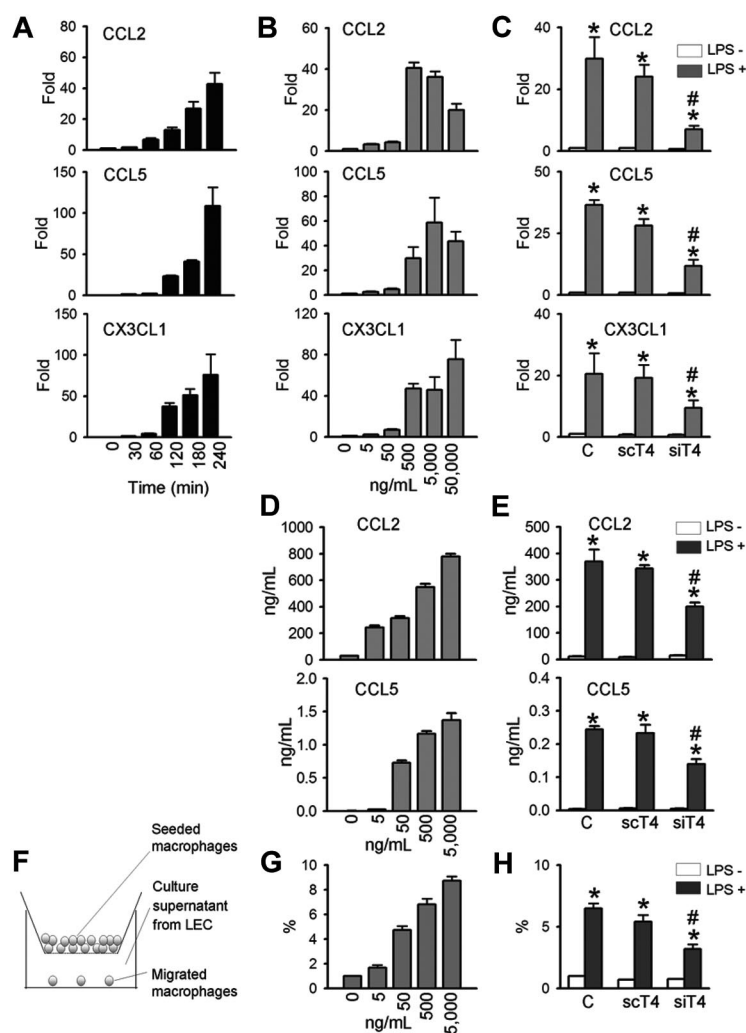 A
CCL2
Fold
80
60
40
20
0
CCL5
Fold
150
100
50
0
CX3CL1
Fold
150
100
50
0
0 30 60 120 180 240
Time (min)
B
CCL2
60
40
20
0
CCL5
100
80
60
40
20
0
CX3CL1
120
80
40
0
0 5 50 500 5,000 50,000
ng/mL
C
CCL2
LPS -
LPS +
Fold
40
20
0
* * # *
CCL5
Fold
50
25
0
* * # *
CX3CL1
Fold
40
20
0
* * # *
C scT4 siT4
D
CCL2
ng/mL
1000
800
600
400
200
0
CCL5
ng/mL
2.0
1.5
1.0
0.5
0.0
0 5 50 500 5,000
ng/mL
E
CCL2
LPS -
LPS +
ng/mL
500
400
300
200
100
0
* * # *
CCL5
ng/mL
0.4
0.3
0.2
0.1
0.0
* * # *
C scT4 siT4
F
Seeded
macrophages
Culture
supernatant
from LEC
Migrated
macrophages
G
%
10
8
6
4
2
0
0 5 50 500 5,000
ng/mL
H
LPS -
LPS +
%
10
5
0
* * # *
C scT4 siT4